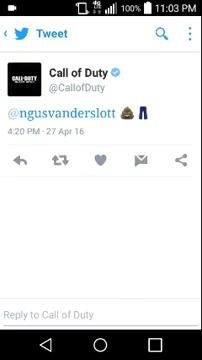 100% 11:03 PM
Tweet
CALL OF DUTY
Call of Duty
@CallofDuty
@ngusvanderslott 💩👖
4:20 PM · 27 Apr 16
Reply to Call of Duty